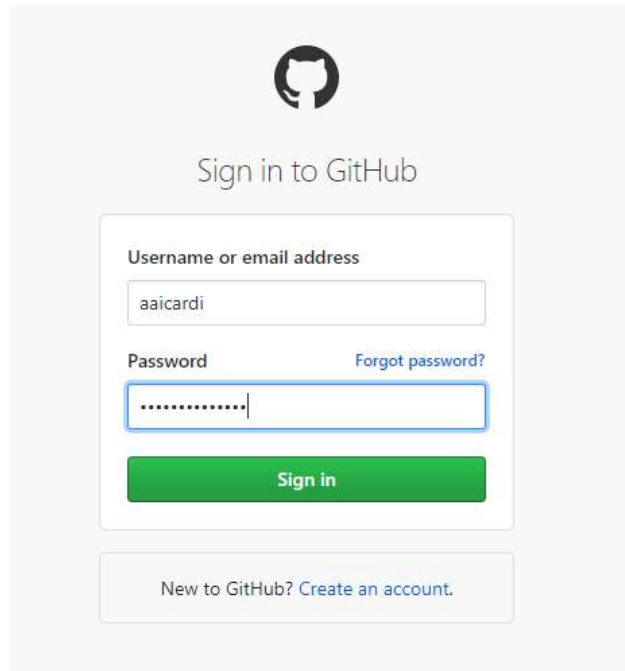 Sign in to GitHub
Username or email address
aaicardi
Password Forgot password?
••••••••••••••
Sign in
New to GitHub? Create an account.